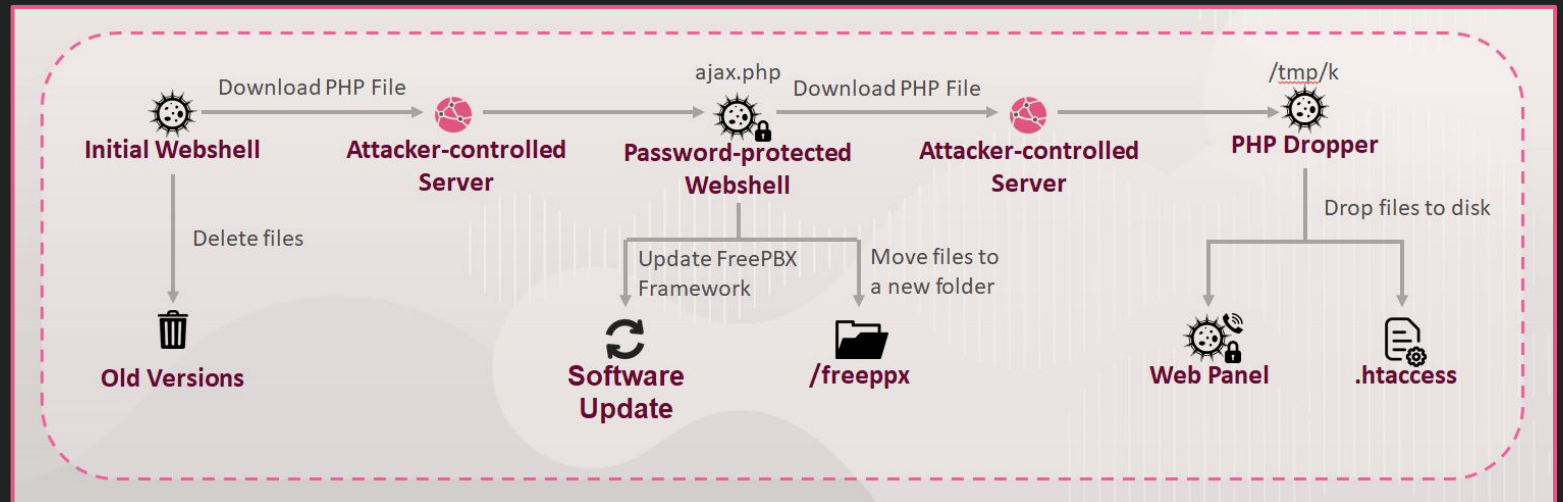 Download PHP File
ajax.php
Download PHP File
/tmp/k
Initial Webshell
Attacker-controlled
Server
Password-protected
Webshell
Attacker-controlled
Server
PHP Dropper
Delete files
Update FreePBX
Framework
Move files to
a new folder
Drop files to disk
Old Versions
Software
Update
/freeppx
Web Panel
.htaccess